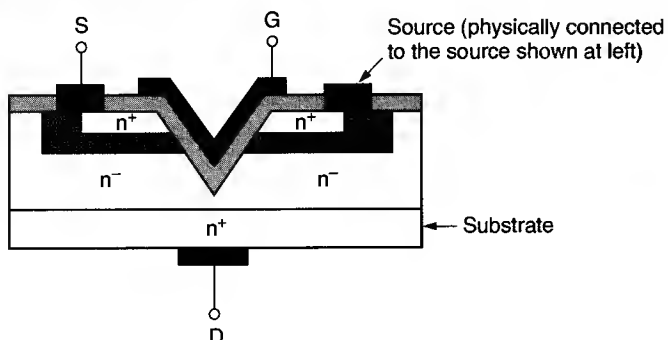 S
G
Source (physically connected
to the source shown at left)
n+
n+
n-
n-
n+
Substrate
D